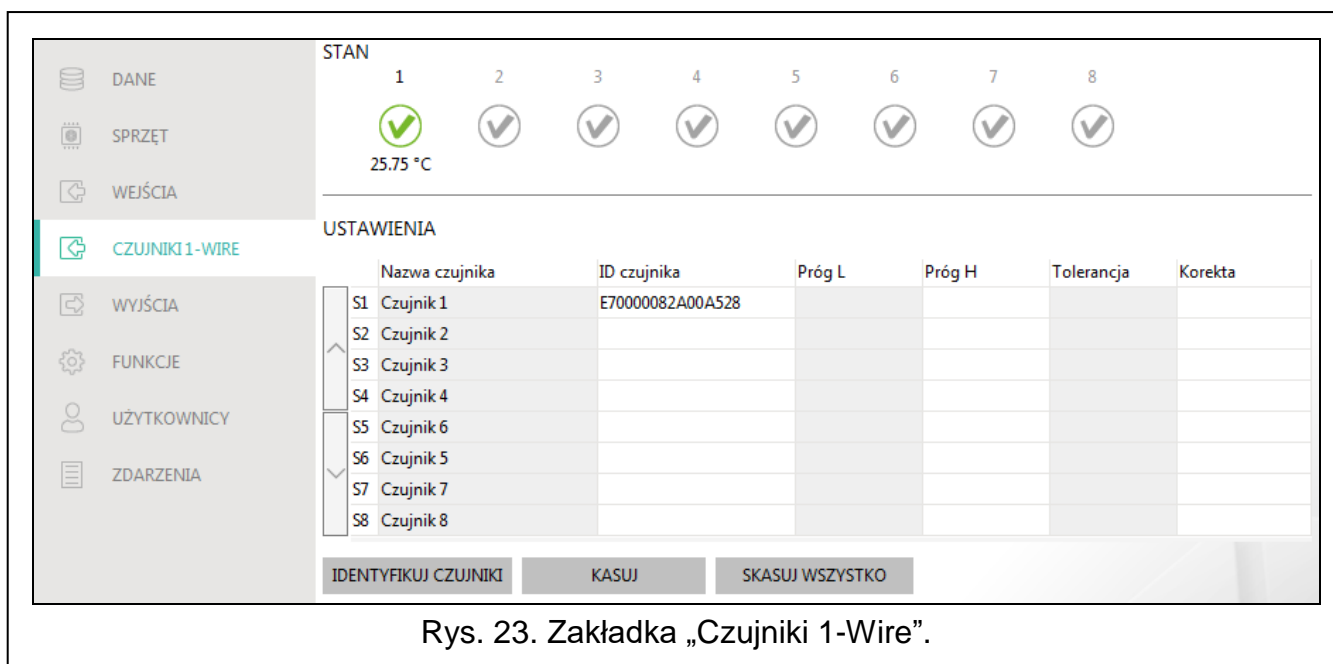 DANE
SPRZĘT
WEJŚCIA
CZUJNIKI 1-WIRE
WYJŚCIA
FUNKCJE
UŻYTKOWNICY
ZDARZENIA
STAN
1 2 3 4 5 6 7 8
25.75 °C
USTAWIENIA
Nazwa czujnika ID czujnika Próg L Próg H Tolerancja Korekta
S1 Czujnik 1 E70000082A00A528
S2 Czujnik 2
S3 Czujnik 3
S4 Czujnik 4
S5 Czujnik 6
S6 Czujnik 5
S7 Czujnik 7
S8 Czujnik 8
IDENTYFIKUJ CZUJNIKI KASUJ SKASUJ WSZYSTKO
Rys. 23. Zakładka „Czujniki 1-Wire”.